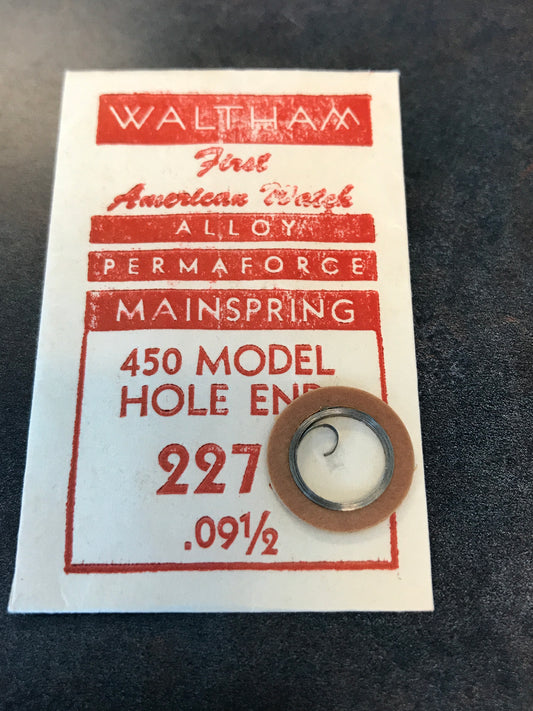 WALTHAM
First
American Watch
ALLOY
PERMAFORCE
MAINSPRING
450 MODEL
HOLE END
227
.09½